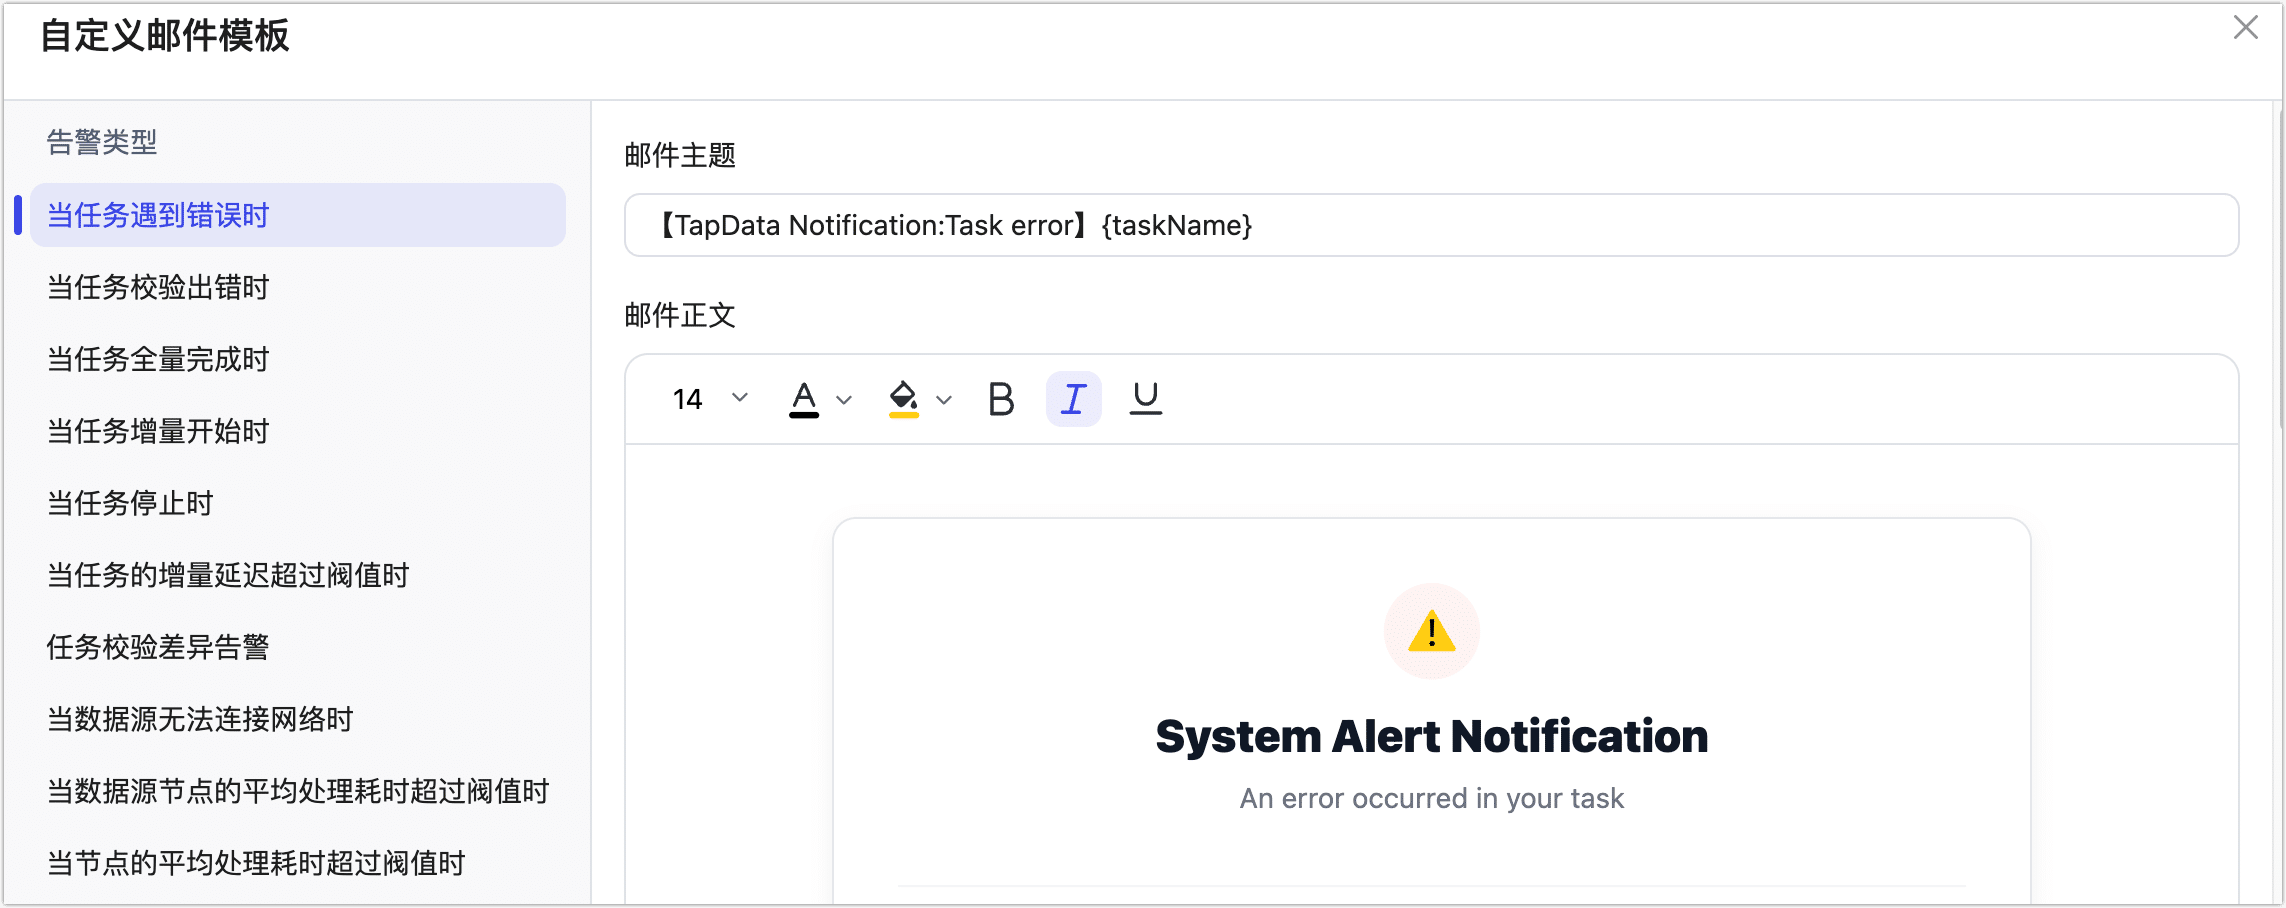 自定义邮件模板
告警类型
当任务遇到错误时
当任务校验出错时
当任务全量完成时
当任务增量开始时
当任务停止时
当任务的增量延迟超过阀值时
任务校验差异告警
当数据源无法连接网络时
当数据源节点的平均处理耗时超过阀值时
当节点的平均处理耗时超过阀值时
邮件主题
【TapData Notification:Task error】{taskName}
邮件正文
14 A B I U
System Alert Notification
An error occurred in your task